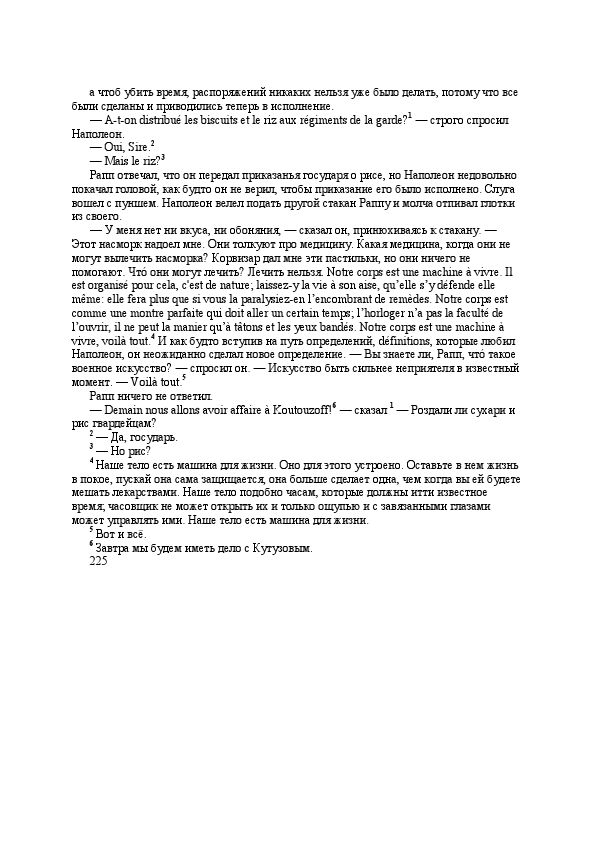 а чтоб убить время, распоряжений никаких нельзя уже было делать, потому что все
были сделаны и приводились теперь в исполнение.
— A-t-on distribué les biscuits et le riz aux régiments de la garde?1 — строго спросил
Наполеон.
— Oui, Sire.2
— Mais le riz?3
Рапп отвечал, что он передал приказанья государя о рисе, но Наполеон недовольно
покачал головой, как будто он не верил, чтобы приказание его было исполнено. Слуга
вошел с пуншем. Наполеон велел подать другой стакан Раппу и молча отпивал глотки
из своего.
— У меня нет ни вкуса, ни обоняния, — сказал он, принюхиваясь к стакану. —
Этот насморк надоел мне. Они толкуют про медицину. Какая медицина, когда они не
могут вылечить насморка? Корвизар дал мне эти пастильки, но они ничего не
помогают. Чтó они могут лечить? Лечить нельзя. Notre corps est une machine à vivre. Il
est organisé pour cela, c'est de nature; laissez-y la vie à son aise, qu’elle s’y défende elle
même: elle fera plus que si vous la paralysiez-en l’encombrant de remèdes. Notre corps est
comme une montre parfaite qui doit aller un certain temps; l’horloger n’a pas la faculté de
l’ouvrir, il ne peut la manier qu’à tâtons et les yeux bandés. Notre corps est une machine à
vivre, voilà tout.4 И как будто вступив на путь определений, définitions, которые любил
Наполеон, он неожиданно сделал новое определение. — Вы знаете ли, Рапп, чтó такое
военное искусство? — спросил он. — Искусство быть сильнее неприятеля в известный
момент. — Voilà tout.5
Рапп ничего не ответил.
— Demain nous allons avoir affaire à Koutouzoff!6 — сказал 1 — Роздали ли сухари и
рис гвардейцам?
2 — Да, государь.
3 — Но рис?
4 Наше тело есть машина для жизни. Оно для этого устроено. Оставьте в нем жизнь
в покое, пускай она сама защищается, она больше сделает одна, чем когда вы ей будете
мешать лекарствами. Наше тело подобно часам, которые должны итти известное
время; часовщик не может открыть их и только ощупью и с завязанными глазами
может управлять ими. Наше тело есть машина для жизни.
5 Вот и всё.
6 Завтра мы будем иметь дело с Кутузовым.
225